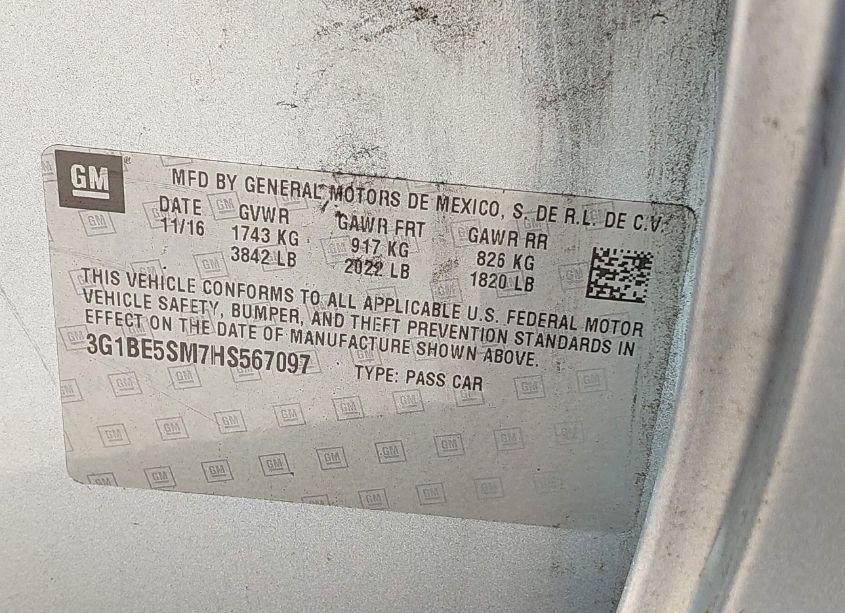 GM
MFD BY GENERAL MOTORS DE MEXICO, S. DE R.L. DE C.V.
DATE GVWR GAWR FRT GAWR RR
11/16 1743 KG 917 KG 826 KG
3842 LB 2022 LB 1820 LB
THIS VEHICLE CONFORMS TO ALL APPLICABLE U.S. FEDERAL MOTOR
VEHICLE SAFETY, BUMPER, AND THEFT PREVENTION STANDARDS IN
EFFECT ON THE DATE OF MANUFACTURE SHOWN ABOVE.
3G1BE5SM7HS567097 TYPE: PASS CAR